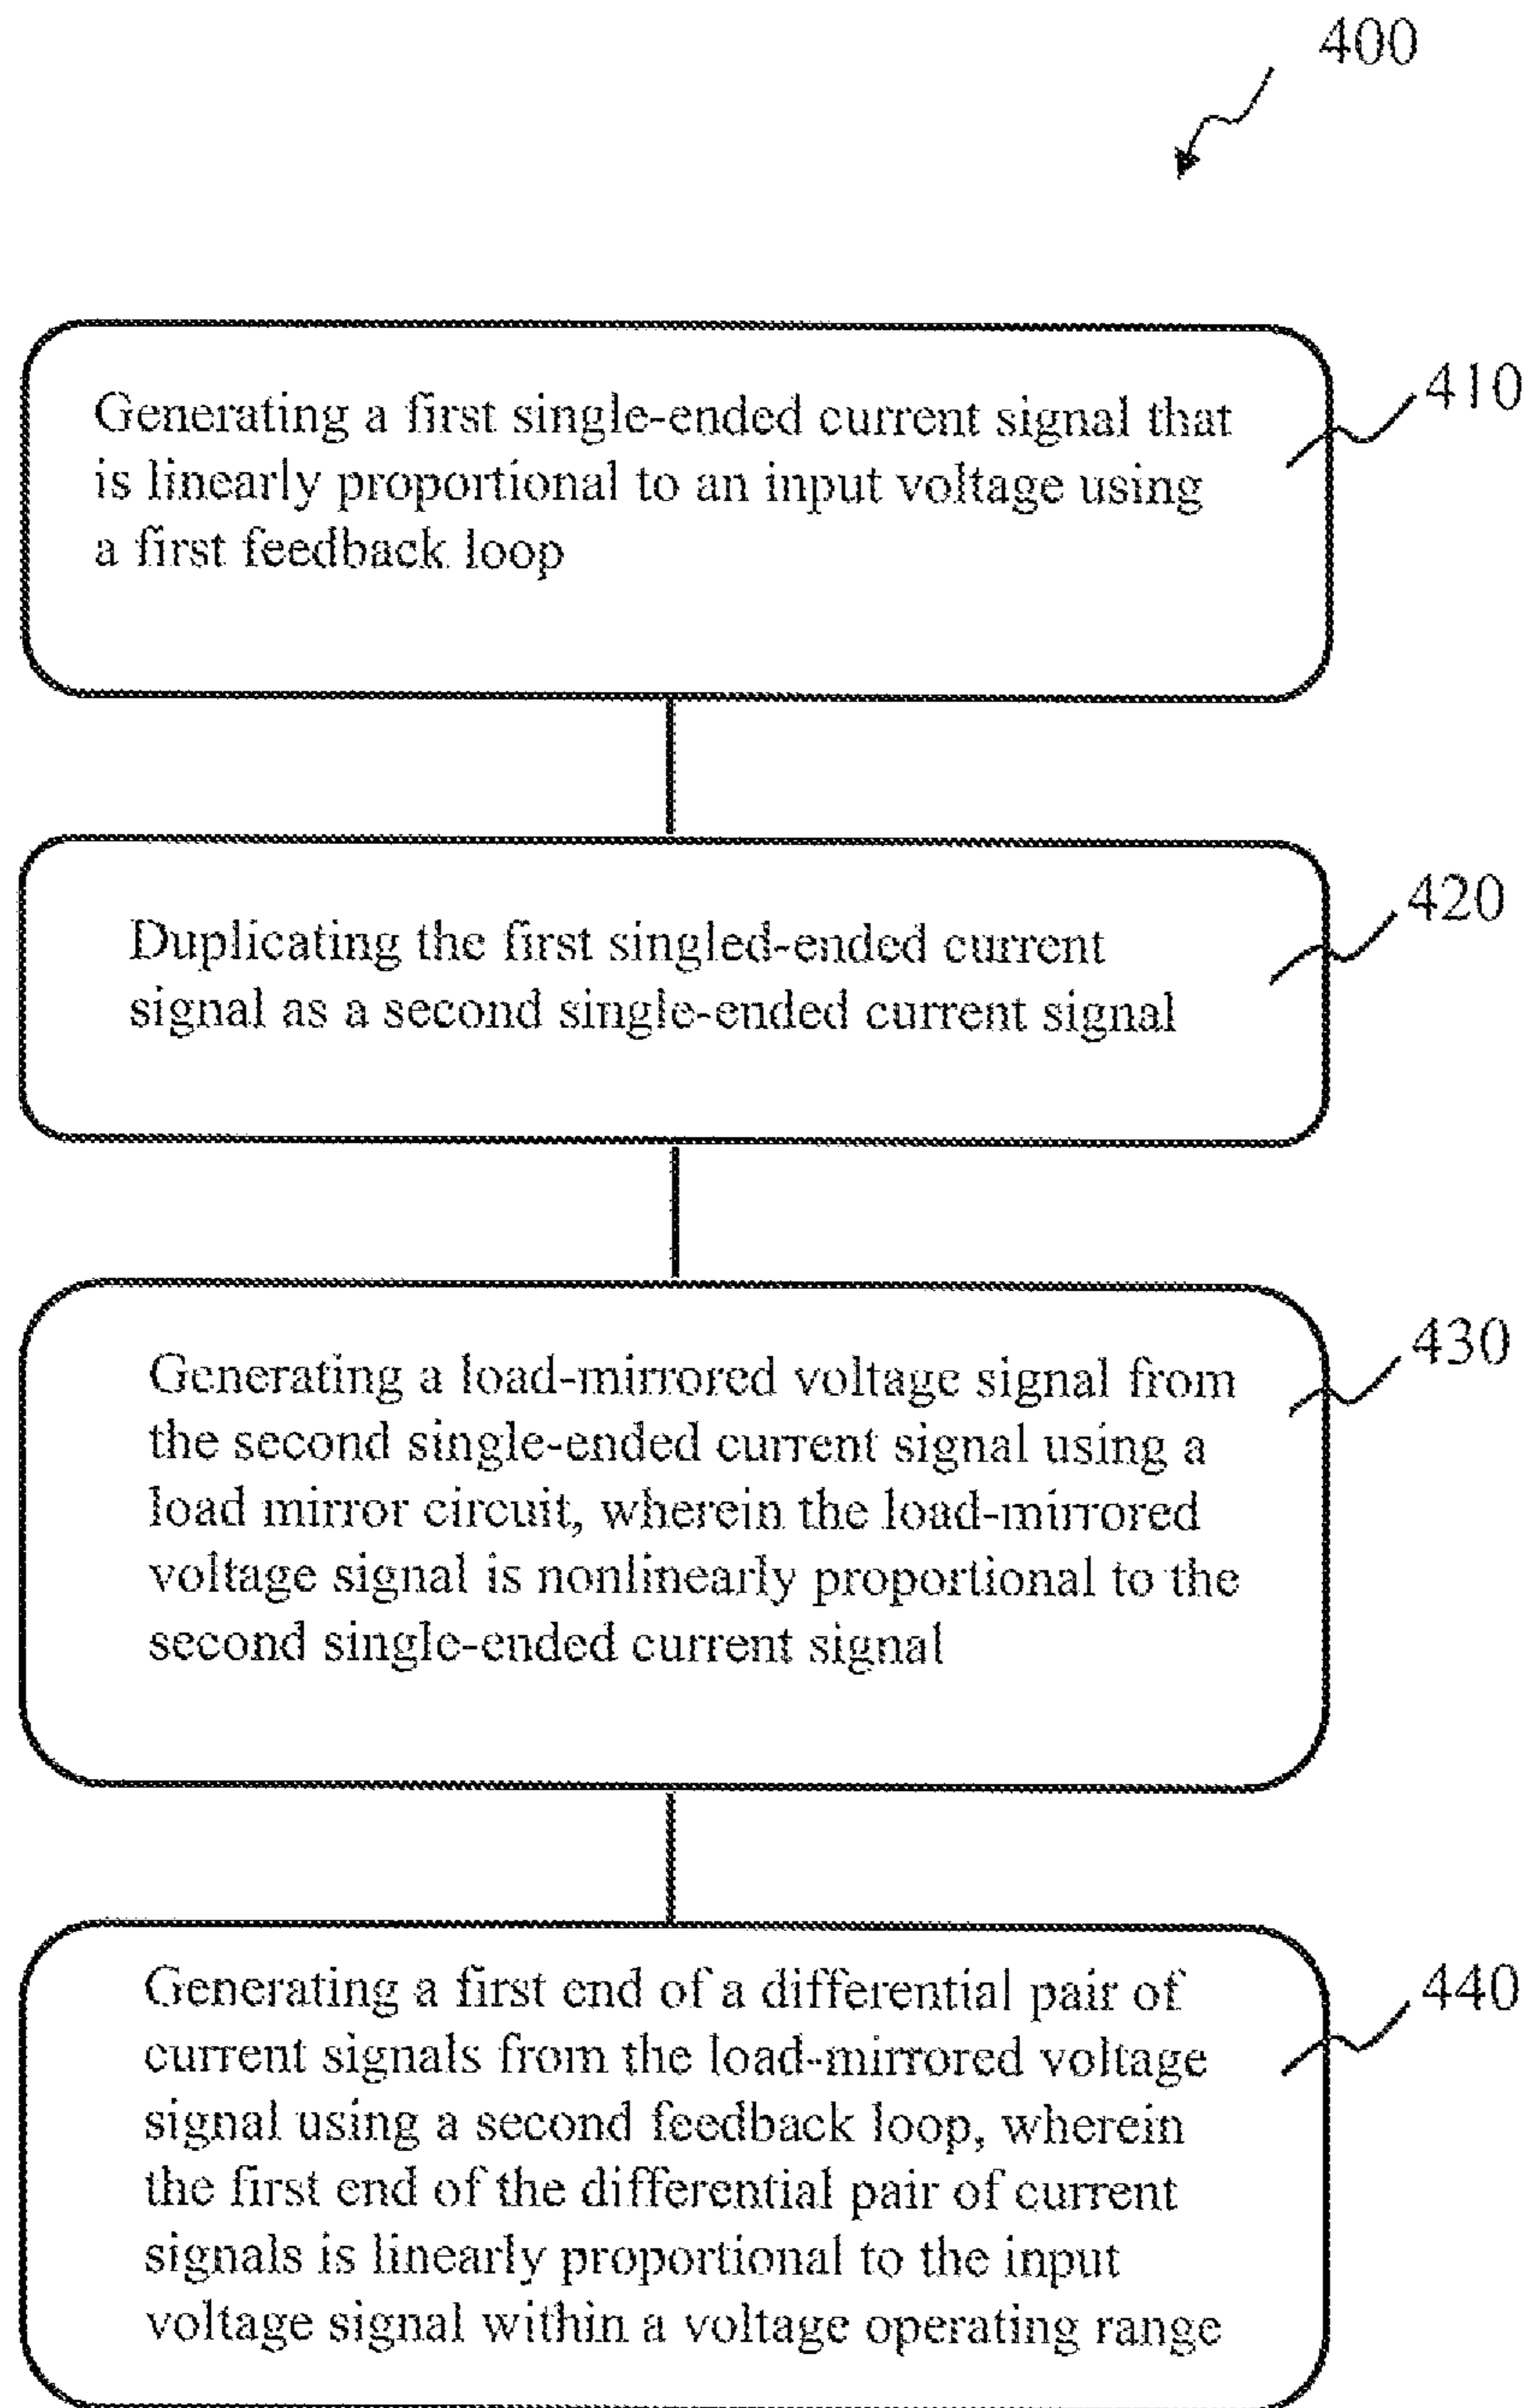 400
Generating a first single-ended current signal that
is linearly proportional to an input voltage using
a first feedback loop
410
Duplicating the first singled-ended current
signal as a second single-ended current signal
420
Generating a load-mirrored voltage signal from
the second single-ended current signal using a
load mirror circuit, wherein the load-mirrored
voltage signal is nonlinearly proportional to the
second single-ended current signal
430
Generating a first end of a differential pair of
current signals from the load-mirrored voltage
signal using a second feedback loop, wherein
the first end of the differential pair of current
signals is linearly proportional to the input
voltage signal within a voltage operating range
440